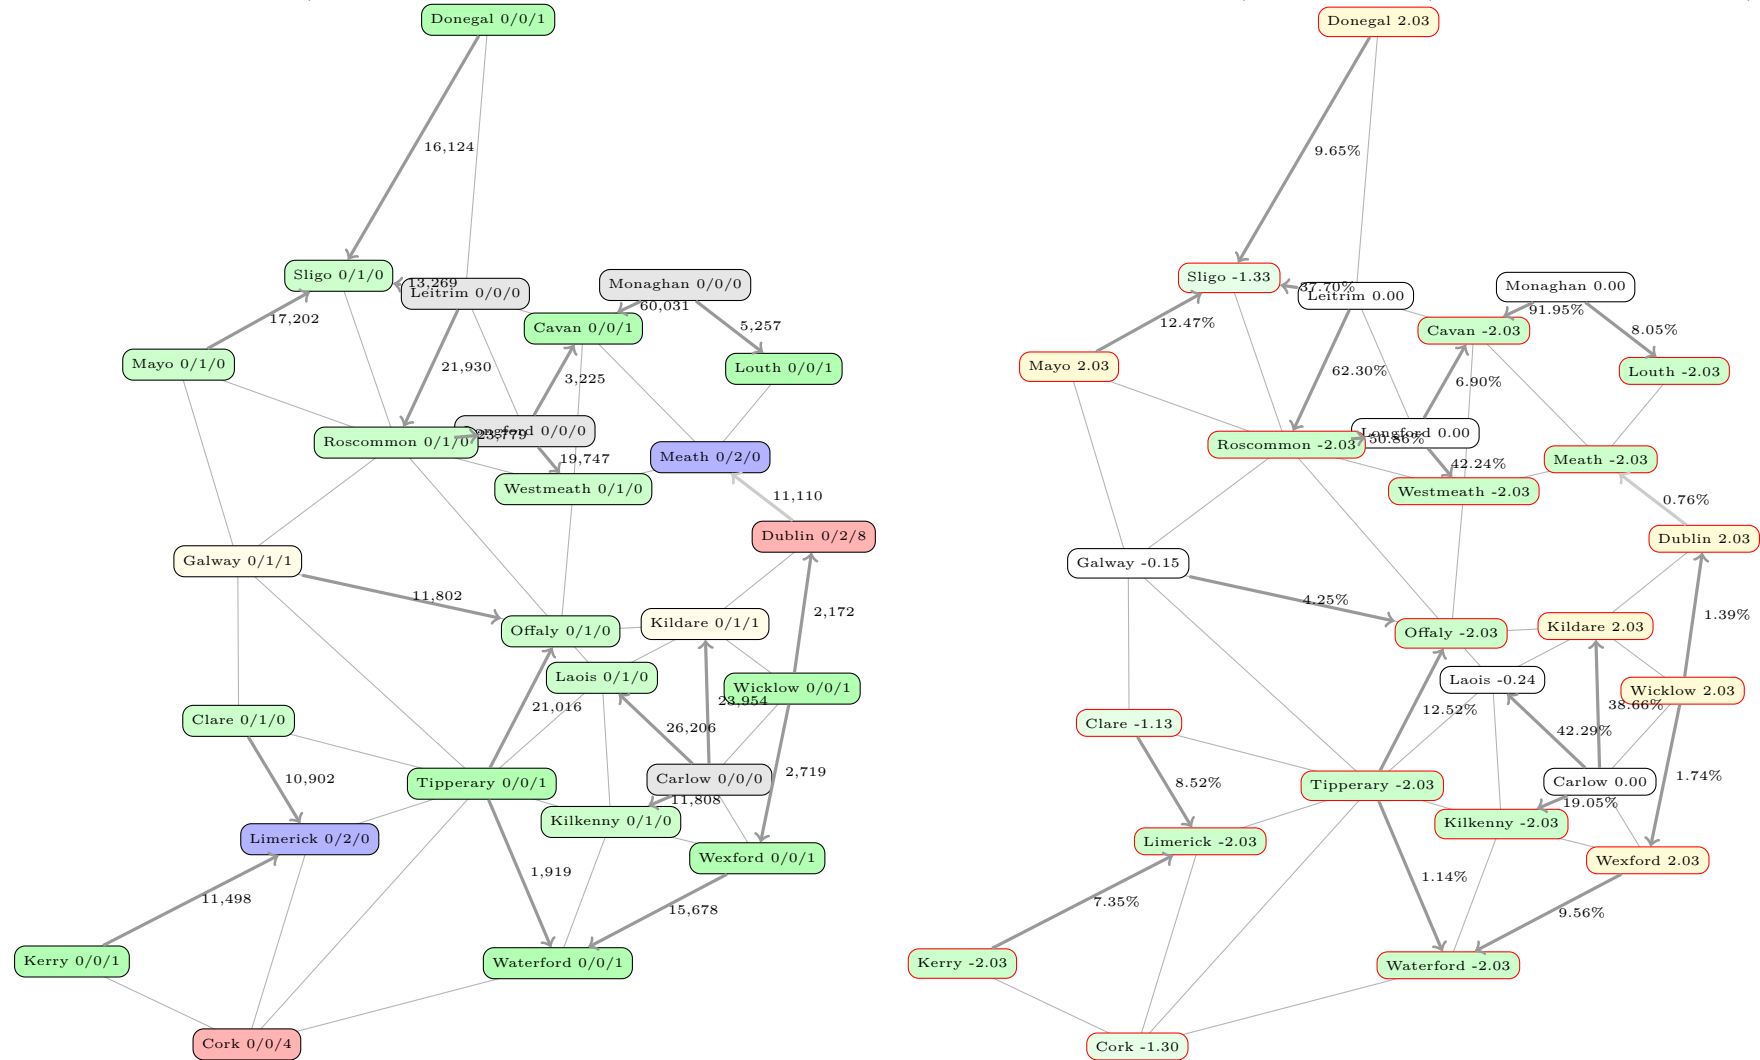 Donegal 0/0/1
16,124
Sligo 0/1/0
13,269
Leitrim 0/0/0
Monaghan 0/0/0
60,031
17,202
Cavan 0/0/1
5,257
Mayo 0/1/0
21,930
3,225
Louth 0/0/1
Roscommon 0/1/0
23,779
Longford 0/0/0
19,747
Meath 0/2/0
Westmeath 0/1/0
11,110
Dublin 0/2/8
Galway 0/1/1
11,802
Offaly 0/1/0
Kildare 0/1/1
2,172
Laois 0/1/0
Wicklow 0/0/1
23,954
21,016
26,206
Clare 0/1/0
10,902
Tipperary 0/0/1
Carlow 0/0/0
2,719
11,808
Limerick 0/2/0
Kilkenny 0/1/0
Wexford 0/0/1
1,919
11,498
15,678
Kerry 0/0/1
Waterford 0/0/1
Cork 0/0/4
Donegal 2.03
9.65%
Sligo -1.33
37.70%
Leitrim 0.00
Monaghan 0.00
91.95%
12.47%
Cavan -2.03
8.05%
Mayo 2.03
62.30%
6.90%
Louth -2.03
Roscommon -2.03
50.86%
Longford 0.00
42.24%
Meath -2.03
Westmeath -2.03
0.76%
Dublin 2.03
Galway -0.15
4.25%
Offaly -2.03
Kildare 2.03
1.39%
Laois -0.24
Wicklow 2.03
38.66%
12.52%
42.29%
Clare -1.13
8.52%
Tipperary -2.03
Carlow 0.00
1.74%
19.05%
Limerick -2.03
Kilkenny -2.03
Wexford 2.03
1.14%
7.35%
9.56%
Kerry -2.03
Waterford -2.03
Cork -1.30